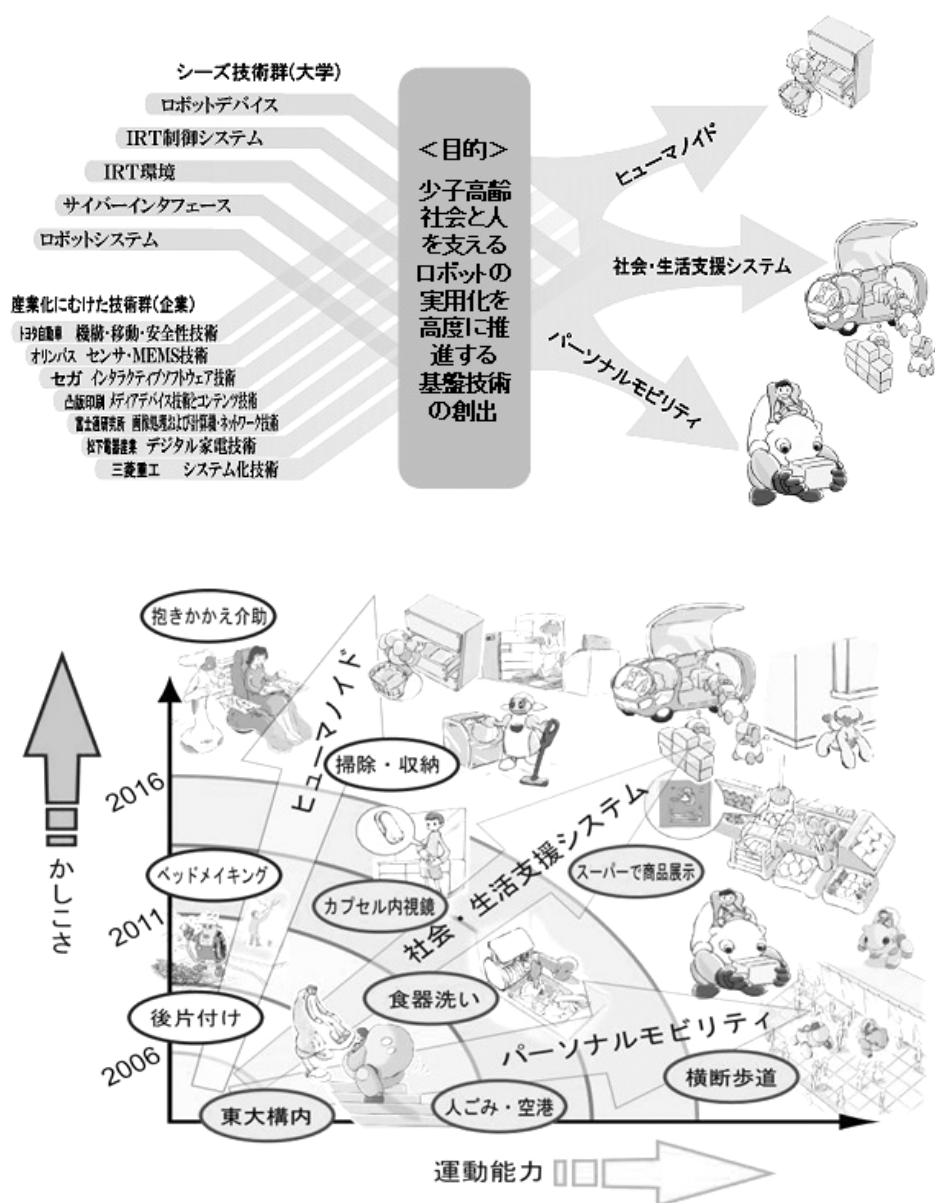 シーズ技術群(大学)
ロボットデバイス
IRT制御システム
IRT環境
サイバーインタフェース
ロボットシステム
産業化にむけた技術群(企業)
トヨタ自動車 機構・移動・安全性技術
オリンパス センサ・MEMS技術
セガ インタラクティブソフトウェア技術
凸版印刷 メディアデバイス技術とコンテンツ技術
富士通研究所 画像処理および計算機・ネットワーク技術
松下電器産業 デジタル家電技術
三菱重工 システム化技術
<目的>
少子高齢
社会と人
を支える
ロボットの
実用化を
高度に推
進する
基盤技術
の創出
ヒューマノイド
社会・生活支援システム
パーソナルモビリティ
抱きかかえ介助
ヒューマノイド
掃除・収納
2016
かしこさ
ベッドメイキング
カプセル内視鏡
社会・生活支援システム
スーパーで商品展示
2011
後片付け
食器洗い
パーソナルモビリティ
2006
東大構内
人ごみ・空港
横断歩道
運動能力